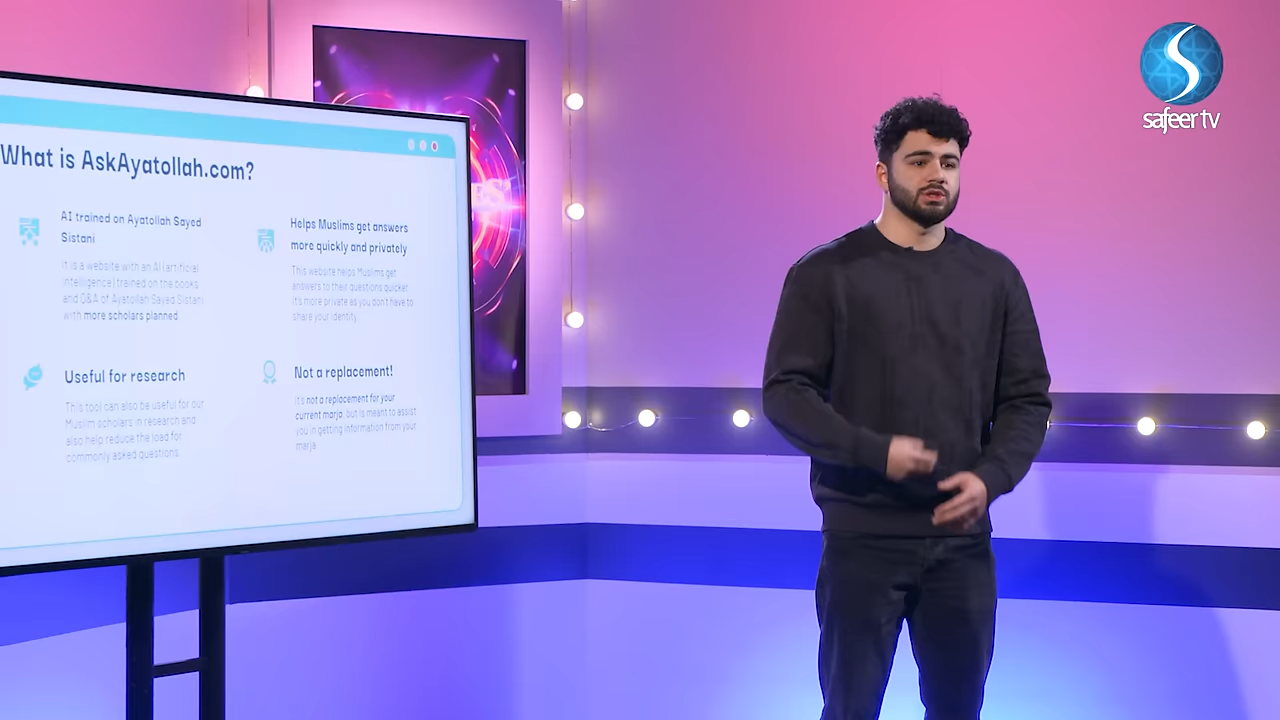 What is AskAyatollah.com?
AI trained on Ayatollah Sayed
Sistani
It is a website with an AI (artificial
intelligence) trained on the books
and Q&A of Ayatollah Sayed Sistani
with more scholars planned
Helps Muslims get answers
more quickly and privately
This website helps Muslims get
answers to their questions quicker.
It's more private as you don't have to
share your identity.
Useful for research
This tool can also be useful for our
Muslim scholars in research and
also help reduce the load for
commonly asked questions
Not a replacement!
It's not a replacement for your
current marja, but is meant to assist
you in getting information from your
marja
safeer tv